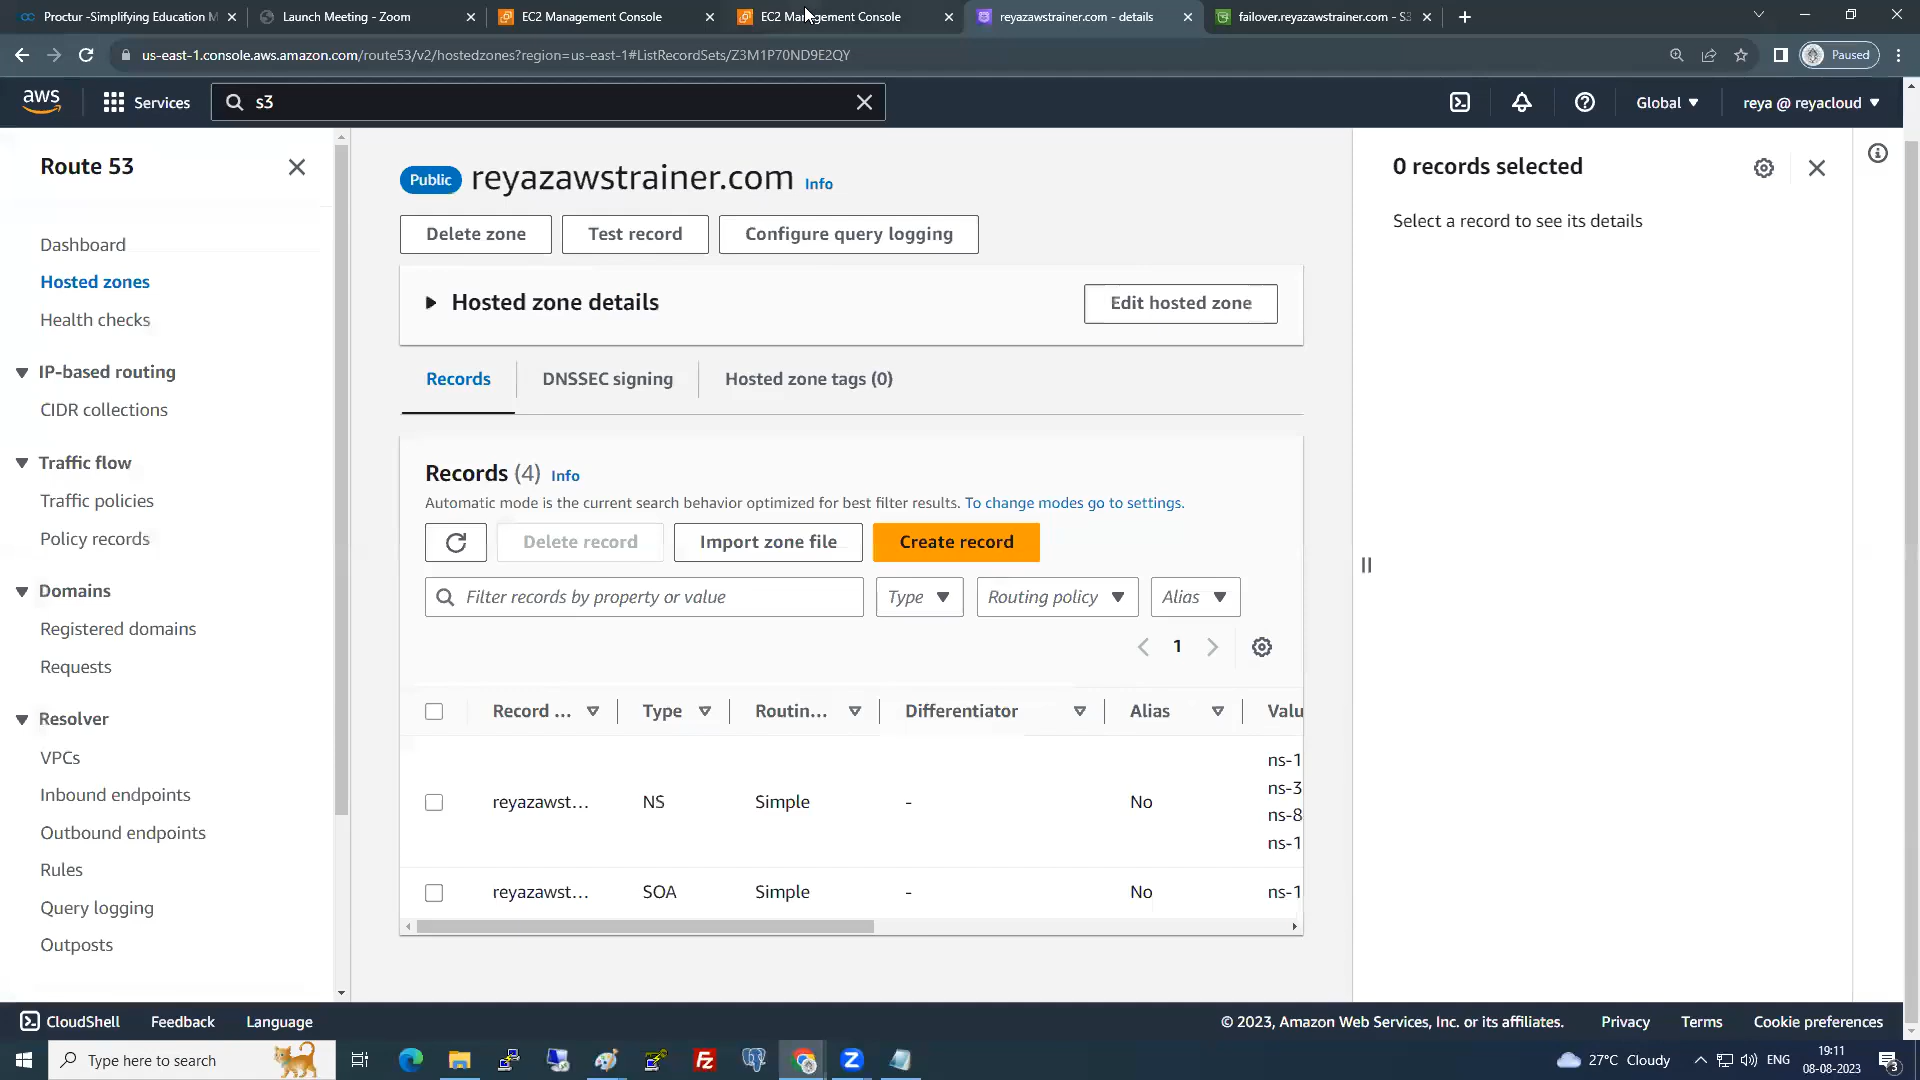 Proctur -Simplifying Education M
Launch Meeting - Zoom
EC2 Management Console
EC2 Management Console
reyazawstrainer.com - details
failover.reyazawstrainer.com - S3
us-east-1.console.aws.amazon.com/route53/v2/hostedzones?region=us-east-1#ListRecordSets/Z3M1P70ND9E2QY
Paused
aws
Services
s3
Global
reya @ reyacloud
Route 53
Dashboard
Hosted zones
Health checks
IP-based routing
CIDR collections
Traffic flow
Traffic policies
Policy records
Domains
Registered domains
Requests
Resolver
VPCs
Inbound endpoints
Outbound endpoints
Rules
Query logging
Outposts
Public
reyazawstrainer.com
Info
Delete zone
Test record
Configure query logging
Hosted zone details
Edit hosted zone
Records
DNSSEC signing
Hosted zone tags (0)
Records (4)
Info
Automatic mode is the current search behavior optimized for best filter results. To change modes go to settings.
Delete record
Import zone file
Create record
Filter records by property or value
Type
Routing policy
Alias
1
Record ...
Type
Routin...
Differentiator
Alias
Valu
reyazawst...
NS
Simple
-
No
ns-1
ns-3
ns-8
ns-1
reyazawst...
SOA
Simple
-
No
ns-1
0 records selected
Select a record to see its details
CloudShell
Feedback
Language
© 2023, Amazon Web Services, Inc. or its affiliates.
Privacy
Terms
Cookie preferences
Type here to search
27°C Cloudy
ENG
19:11
08-08-2023
3